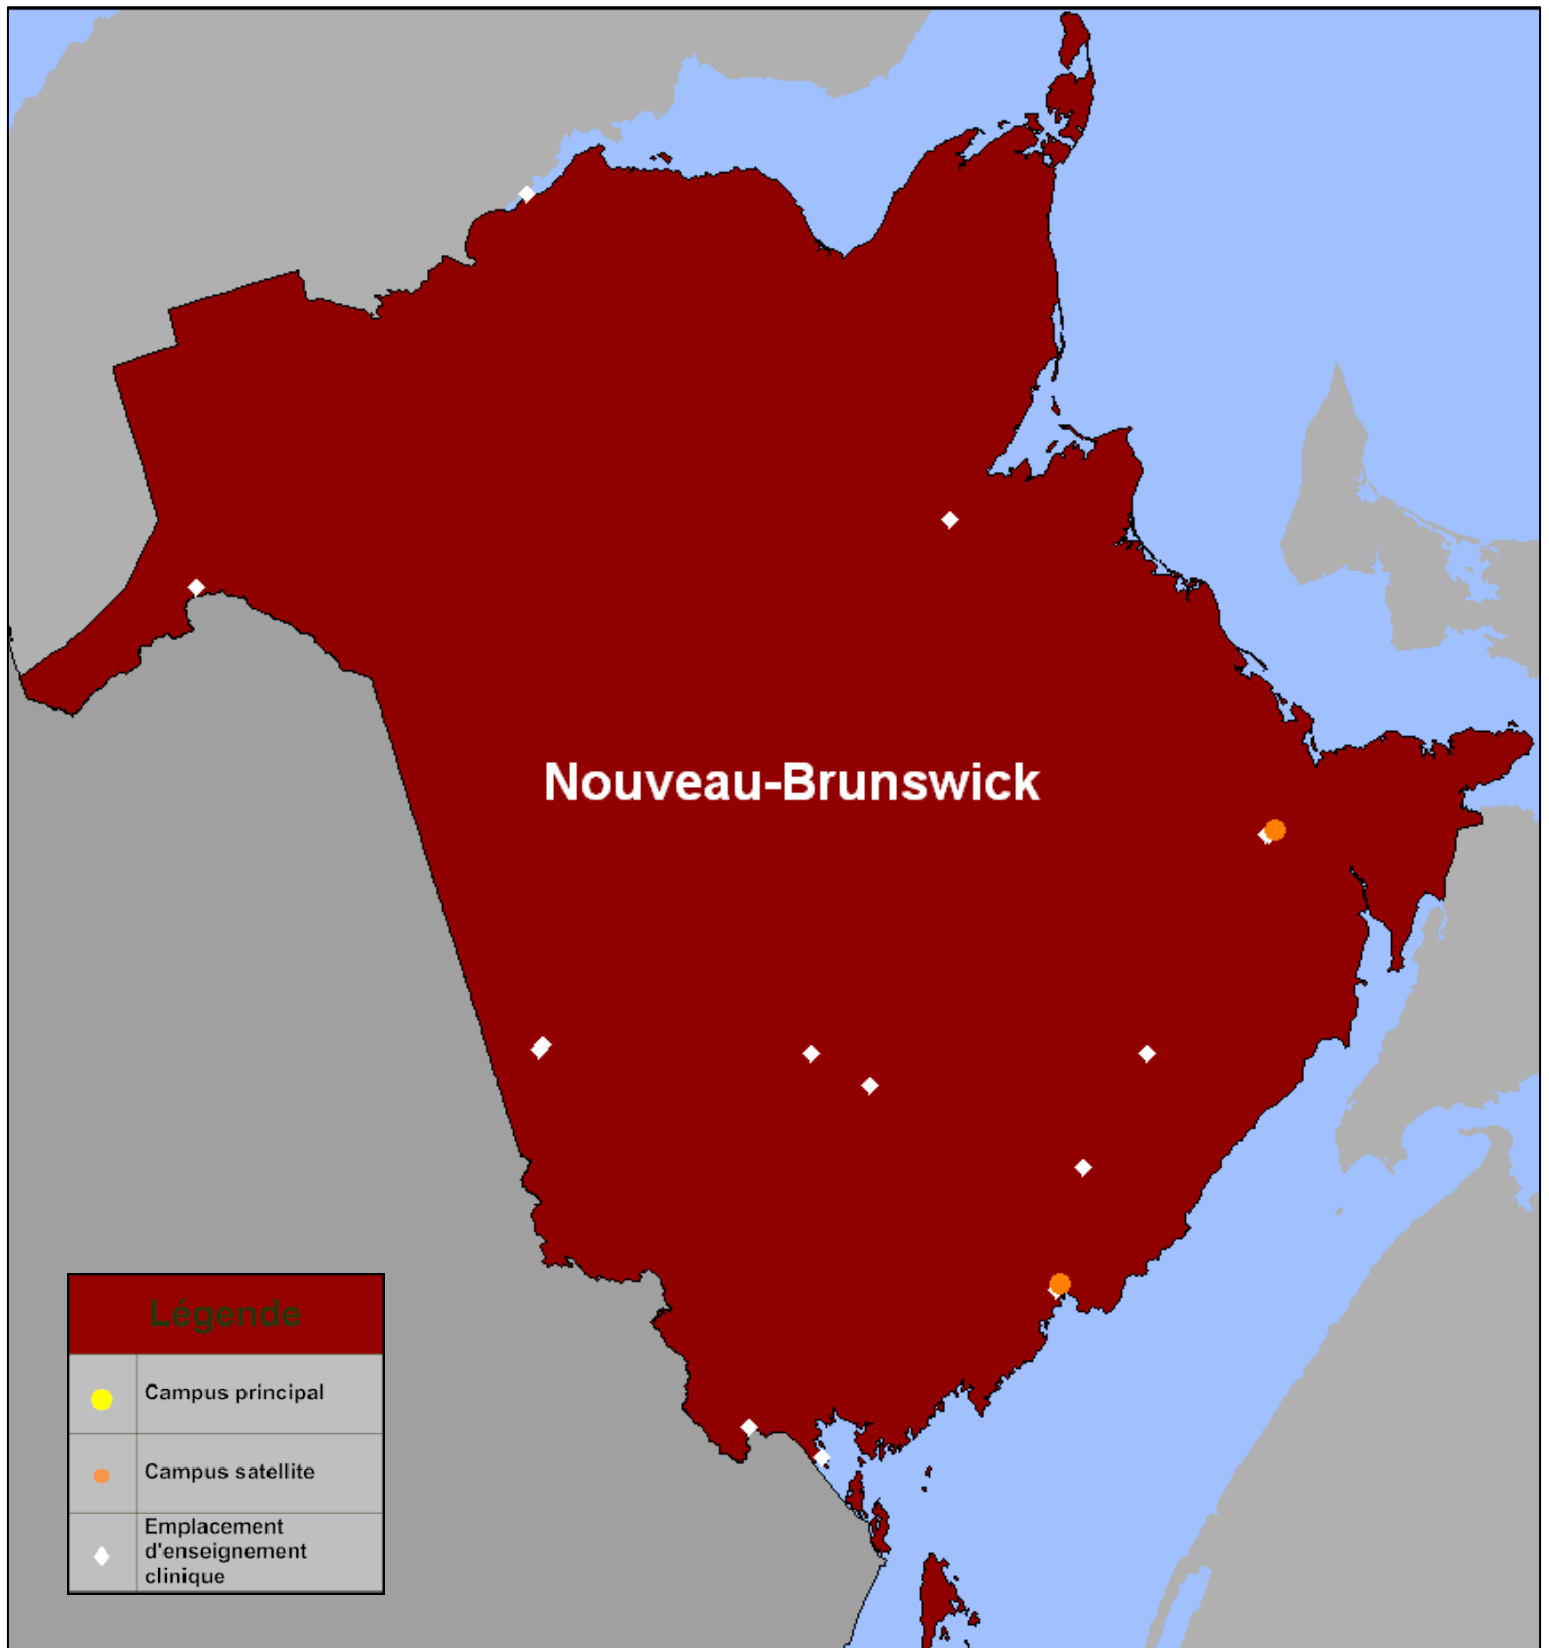 Nouveau-Brunswick
Légende
Campus principal
Campus satellite
Emplacement
d'enseignement
clinique